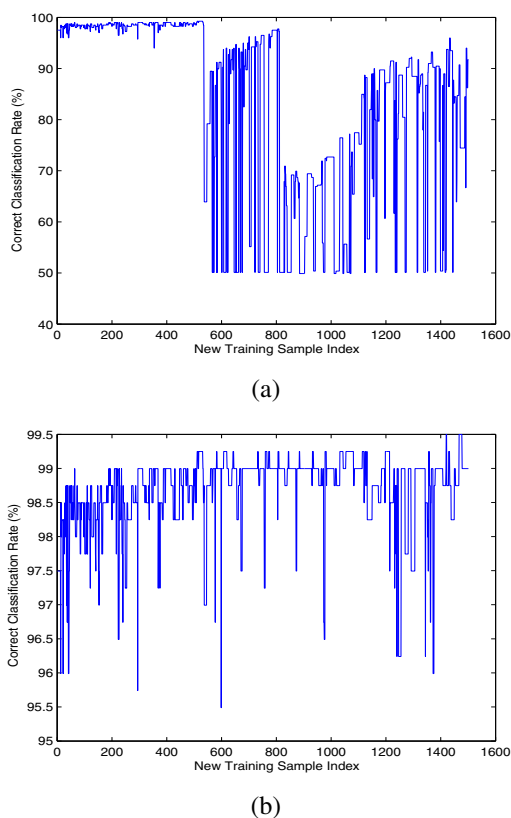 100
90
80
70
60
50
40
Correct Classification Rate (%)
0 200 400 600 800 1000 1200 1400 1600
New Training Sample Index
(a)
99.5
99
98.5
98
97.5
97
96.5
96
95.5
95
Correct Classification Rate (%)
0 200 400 600 800 1000 1200 1400 1600
New Training Sample Index
(b)